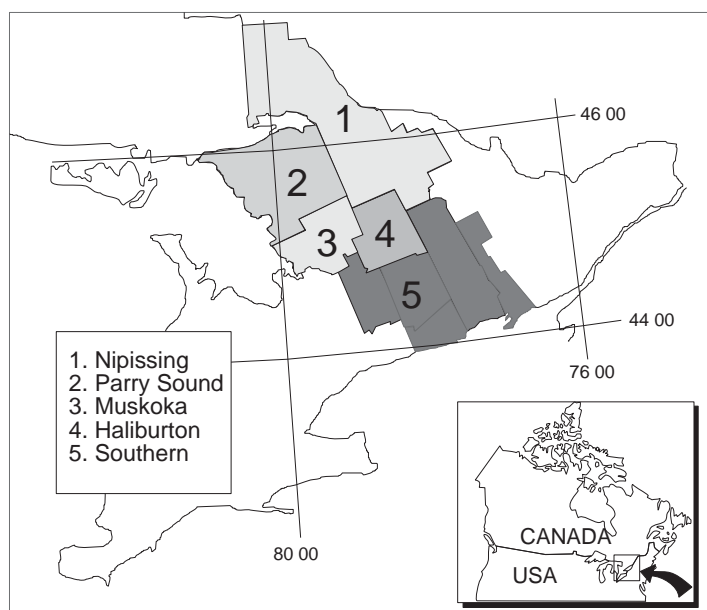 1
46 00
2
3
4
5
44 00
76 00
1. Nipissing
2. Parry Sound
3. Muskoka
4. Haliburton
5. Southern
80 00
CANADA
USA